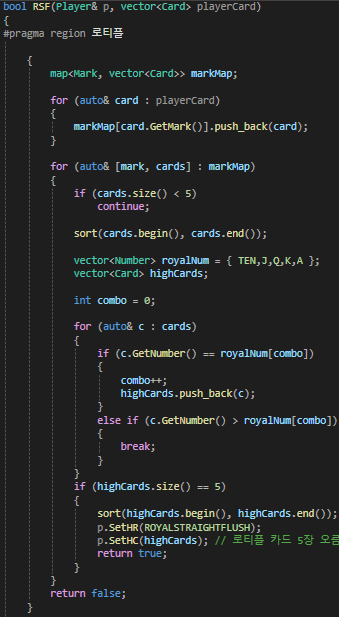 bool RSF(Player& p, vector<Card> playerCard)
{
#pragma region 로티플
{
map<Mark, vector<Card>> markMap;
for (auto& card : playerCard)
{
markMap[card.GetMark()].push_back(card);
}
for (auto& [mark, cards] : markMap)
{
if (cards.size() < 5)
continue;
sort(cards.begin(), cards.end());
vector<Number> royalNum = { TEN,J,Q,K,A };
vector<Card> highCards;
int combo = 0;
for (auto& c : cards)
{
if (c.GetNumber() == royalNum[combo])
{
combo++;
highCards.push_back(c);
}
else if (c.GetNumber() > royalNum[combo])
{
break;
}
}
if (highCards.size() == 5)
{
sort(highCards.begin(), highCards.end());
p.SetHR(ROYALSTRAIGHTFLUSH);
p.SetHC(highCards); // 로티플 카드 5장 오름
return true;
}
}
return false;
}